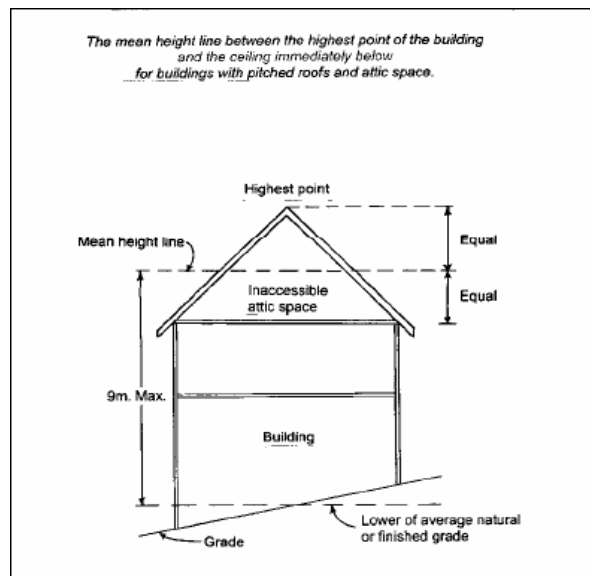 The mean height line between the highest point of the building
and the ceiling immediately below
for buildings with pitched roofs and attic space.
Highest point
Mean height line
Equal
Inaccessible
attic space
Equal
9m. Max.
Building
Lower of average natural
or finished grade
Grade